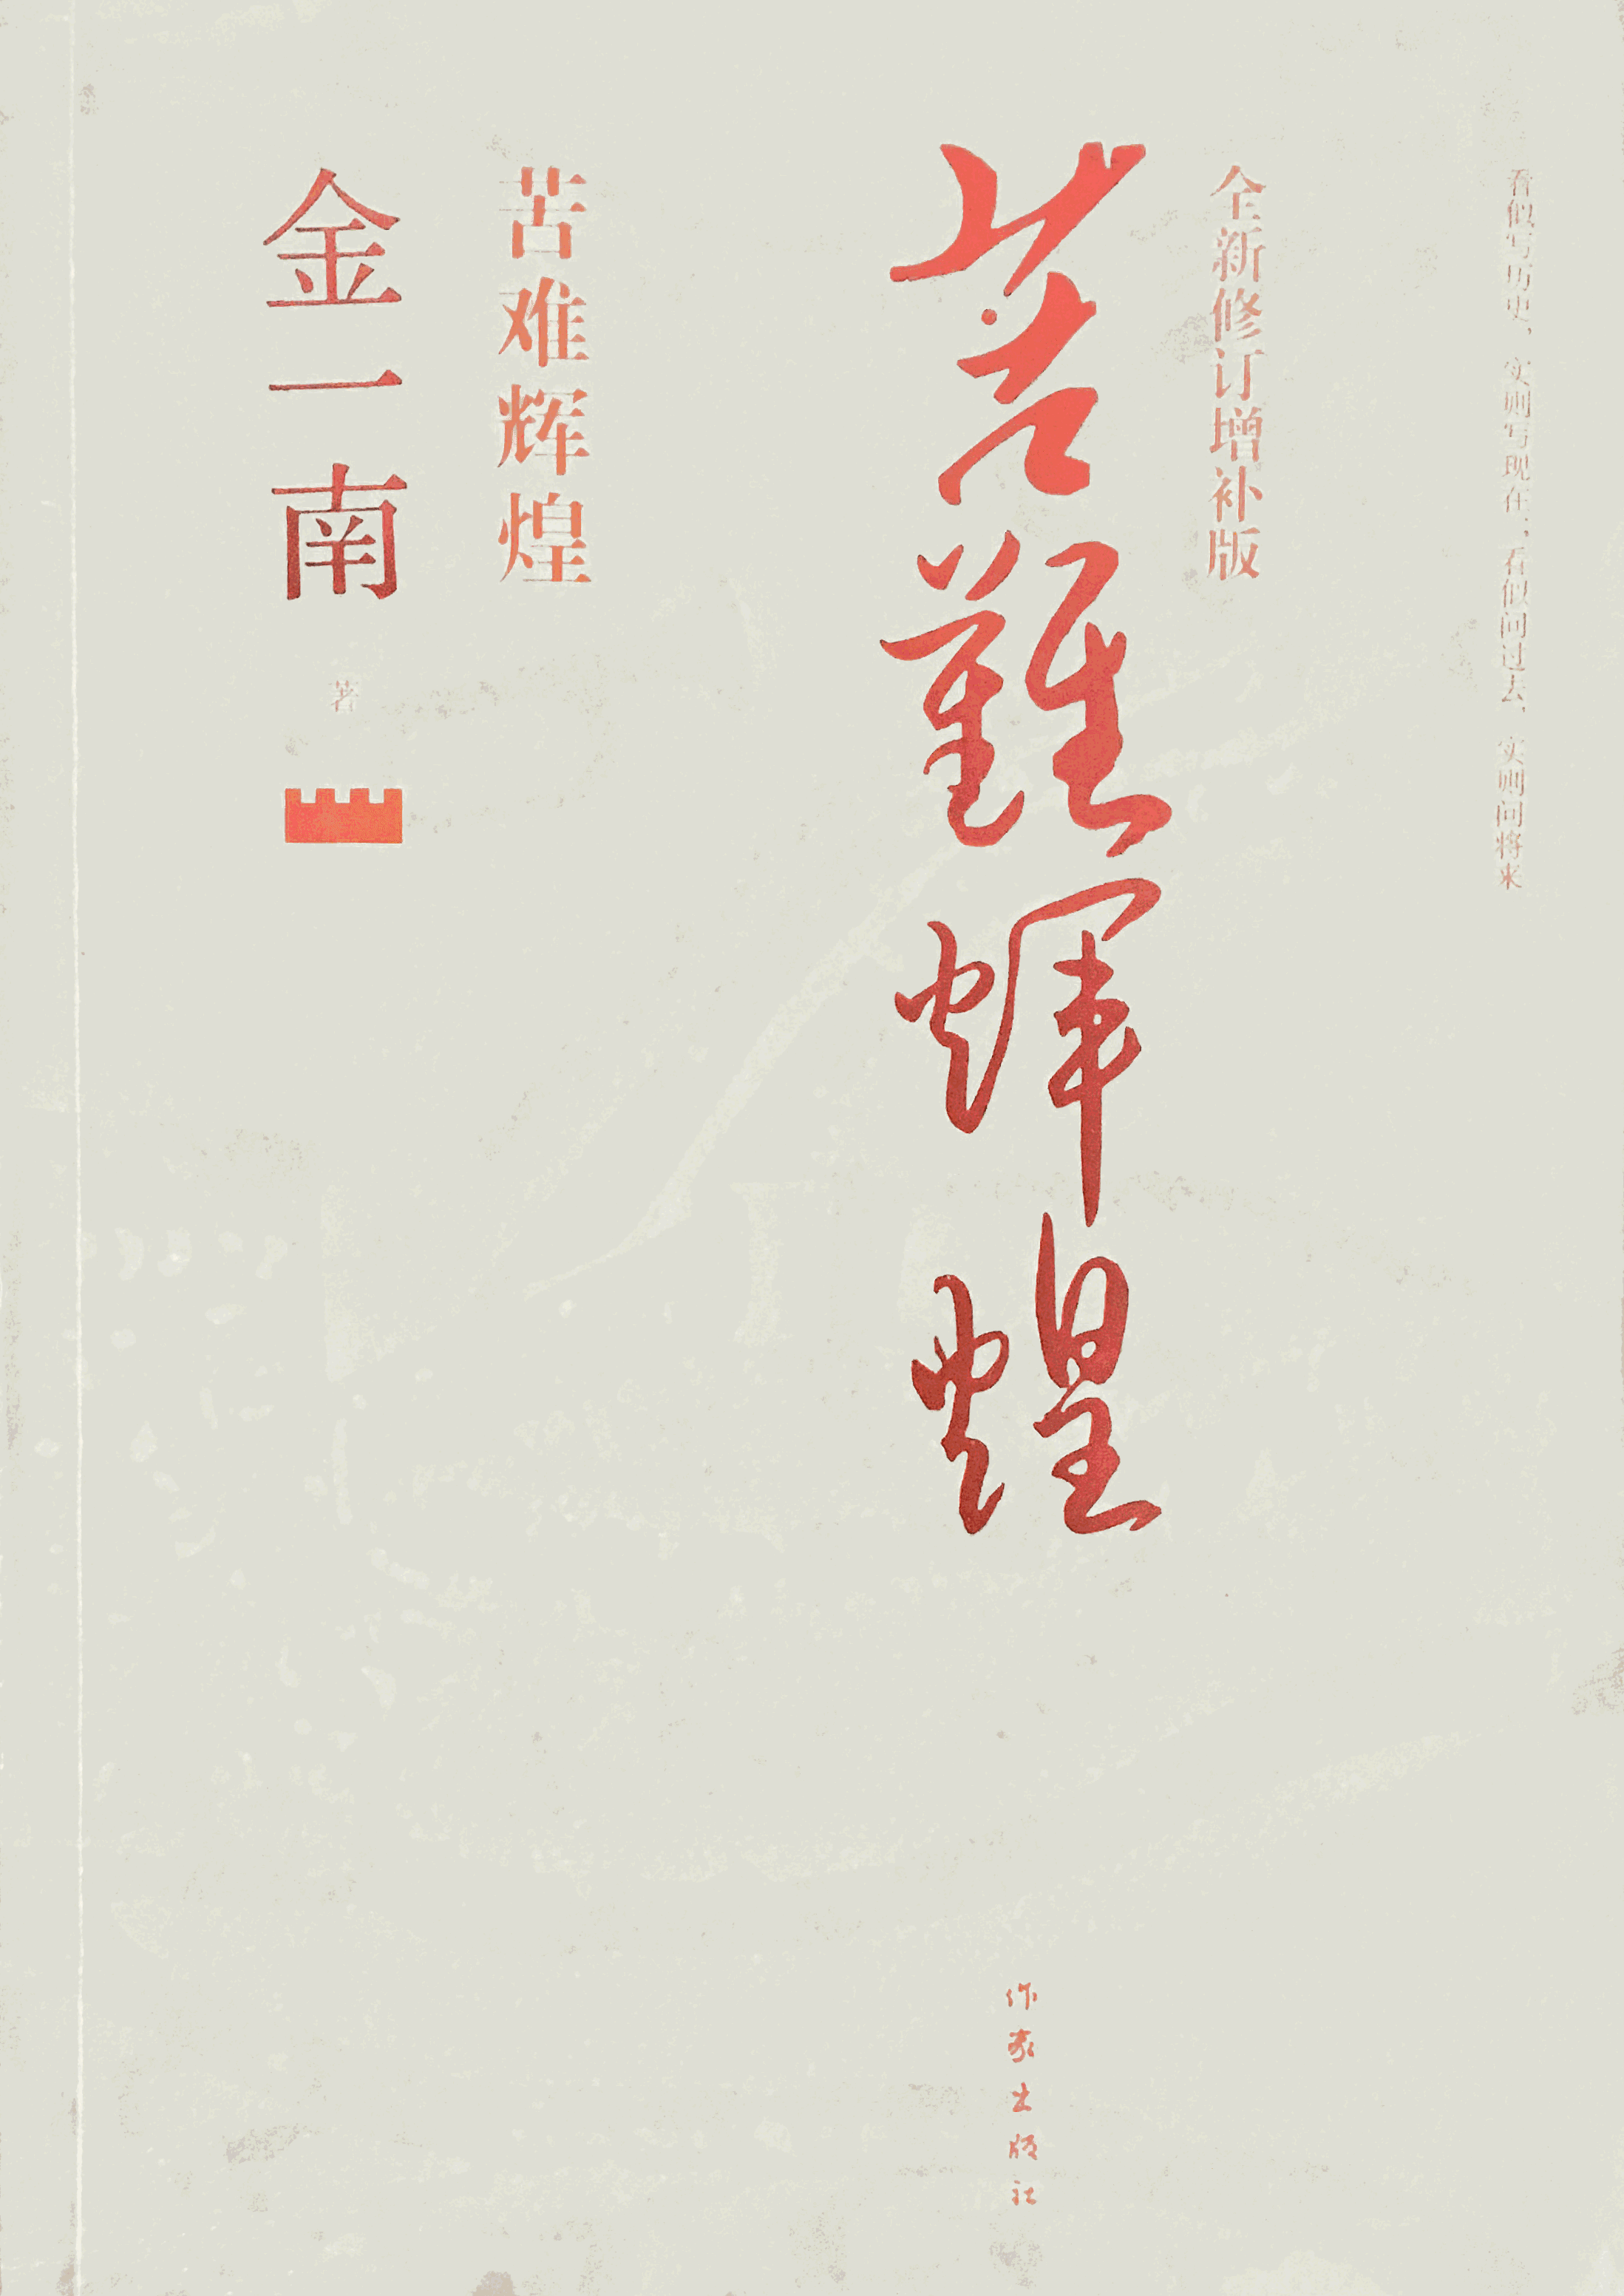 看似写历史，实则写现在；看似问过去，实则问将来
全新修订增补版
苦難輝煌
苦难辉煌
金一南
著
作家出版社